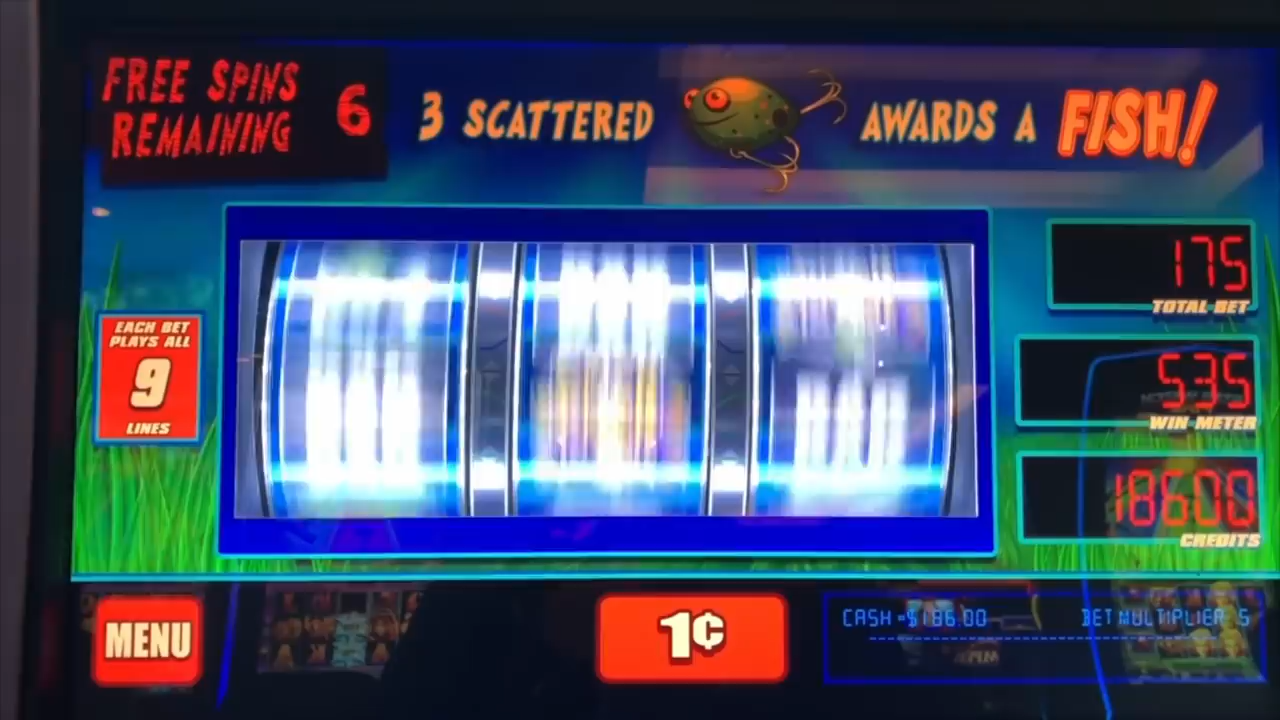 FREE SPINS
REMAINING 6
3 SCATTERED AWARDS A FISH!
175
TOTAL BET
EACH BET
PLAYS ALL
9
LINES
535
WIN METER
18600
CREDITS
MENU
1¢
CASH =$186.00 BET MULTIPLIER 5